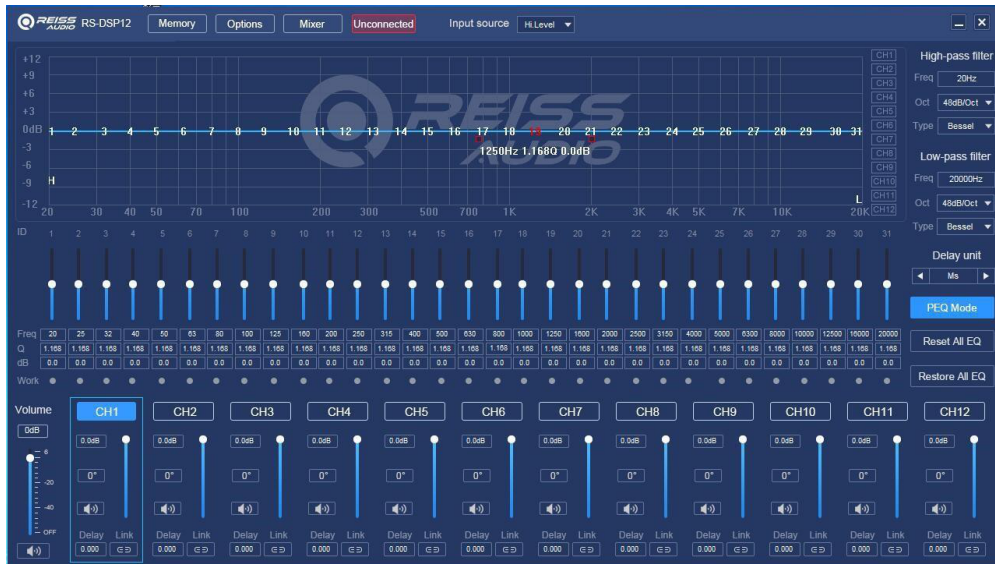 REISS AUDIO RS-DSP12 Memory Options Mixer Unconnected Input source Hi.Level
+12
+9
+6
+3
0dB
-3
-6
-9
-12
REISS
AUDIO
1 2 3 4 5 6 7 8 9 10 11 12 13 14 15 16 17 18 19 20 21 22 23 24 25 26 27 28 29 30 31
1250Hz 1.168Q 0.0dB
H
L
20 30 40 50 70 100 200 300 500 700 1K 2K 3K 4K 5K 7K 10K 20K
CH1
CH2
CH3
CH4
CH5
CH6
CH7
CH8
CH9
CH10
CH11
CH12
High-pass filter
Freq 20Hz
Oct 48dB/Oct
Type Bessel
Low-pass filter
Freq 20000Hz
Oct 48dB/Oct
Type Bessel
Delay unit
Ms
PEQ Mode
Reset All EQ
Restore All EQ
ID 1 2 3 4 5 6 7 8 9 10 11 12 13 14 15 16 17 18 19 20 21 22 23 24 25 26 27 28 29 30 31
Freq 20 25 32 40 50 63 80 100 125 160 200 250 315 400 500 630 800 1000 1250 1600 2000 2500 3150 4000 5000 6300 8000 10000 12500 16000 20000
Q 1.168 1.168 1.168 1.168 1.168 1.168 1.168 1.168 1.168 1.168 1.168 1.168 1.168 1.168 1.168 1.168 1.168 1.168 1.168 1.168 1.168 1.168 1.168 1.168 1.168 1.168 1.168 1.168 1.168 1.168 1.168
dB 0.0 0.0 0.0 0.0 0.0 0.0 0.0 0.0 0.0 0.0 0.0 0.0 0.0 0.0 0.0 0.0 0.0 0.0 0.0 0.0 0.0 0.0 0.0 0.0 0.0 0.0 0.0 0.0 0.0 0.0 0.0
Work
Volume CH1 CH2 CH3 CH4 CH5 CH6 CH7 CH8 CH9 CH10 CH11 CH12
0dB
0.0dB 0.0dB 0.0dB 0.0dB 0.0dB 0.0dB 0.0dB 0.0dB 0.0dB 0.0dB 0.0dB 0.0dB
6
0° 0° 0° 0° 0° 0° 0° 0° 0° 0° 0° 0°
-20
-40
OFF
Delay Link Delay Link Delay Link Delay Link Delay Link Delay Link Delay Link Delay Link Delay Link Delay Link Delay Link Delay Link
0.000 0.000 0.000 0.000 0.000 0.000 0.000 0.000 0.000 0.000 0.000 0.000